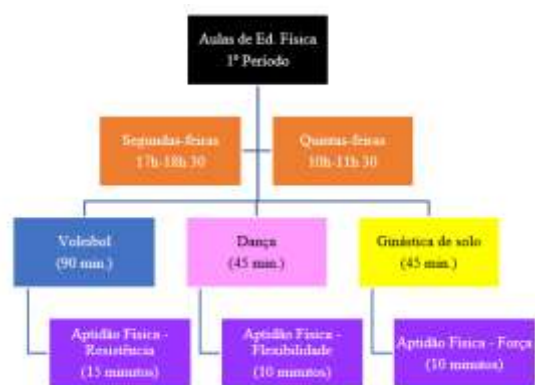 Aulas de Ed. Física
1º Período
Segundas-feiras
17h-18h 30
Quintas-feiras
10h-11h 30
Voleibol
(90 min.)
Dança
(45 min.)
Ginástica de solo
(45 min.)
Aptidão Física -
Resistência
(15 minutos)
Aptidão Física -
Flexibilidade
(10 minutos)
Aptidão Física - Força
(10 minutos)